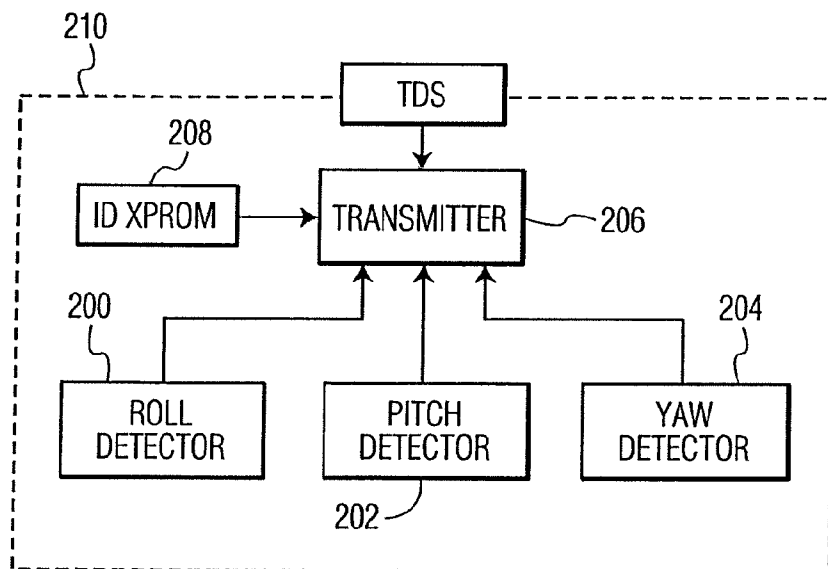 210
TDS
208
ID XPROM
TRANSMITTER
206
200
204
ROLL
DETECTOR
PITCH
DETECTOR
YAW
DETECTOR
202